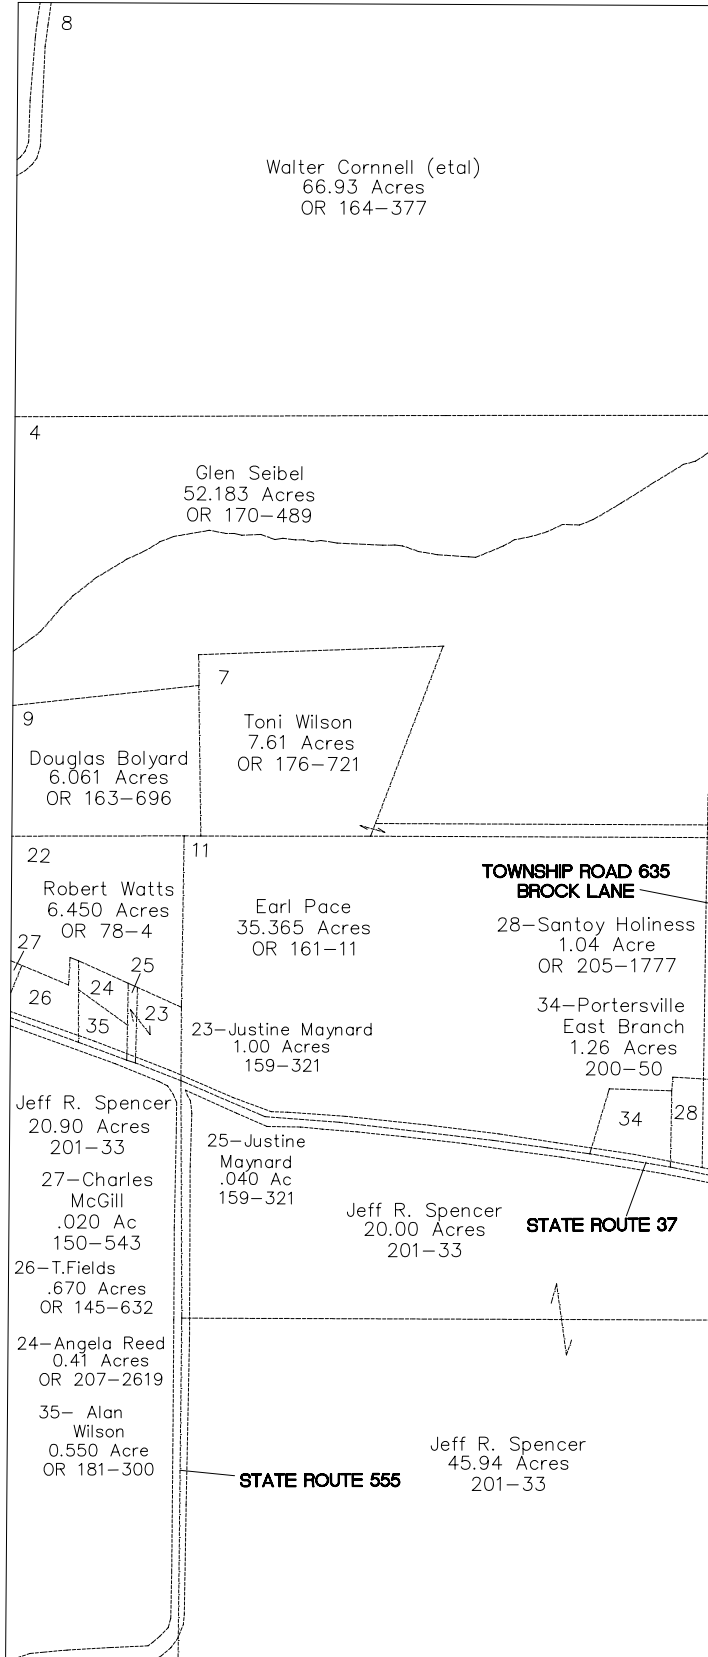 8
Walter Cornnell (etal)
66.93 Acres
OR 164-377
4
Glen Seibel
52.183 Acres
OR 170-489
7
Toni Wilson
7.61 Acres
OR 176-721
9
Douglas Bolyard
6.061 Acres
OR 163-696
22
Robert Watts
6.450 Acres
OR 78-4
11
Earl Pace
35.365 Acres
OR 161-11
TOWNSHIP ROAD 635
BROCK LANE
28-Santoy Holiness
1.04 Acre
OR 205-1777
34-Portersville
East Branch
1.26 Acres
200-50
27
26
24
25
35
23
23-Justine Maynard
1.00 Acres
159-321
34
28
Jeff R. Spencer
20.90 Acres
201-33
25-Justine
Maynard
.040 Ac
159-321
27-Charles
McGill
.020 Ac
150-543
Jeff R. Spencer
20.00 Acres
201-33
STATE ROUTE 37
26-T.Fields
.670 Acres
OR 145-632
24-Angela Reed
0.41 Acres
OR 207-2619
35- Alan
Wilson
0.550 Acre
OR 181-300
STATE ROUTE 555
Jeff R. Spencer
45.94 Acres
201-33